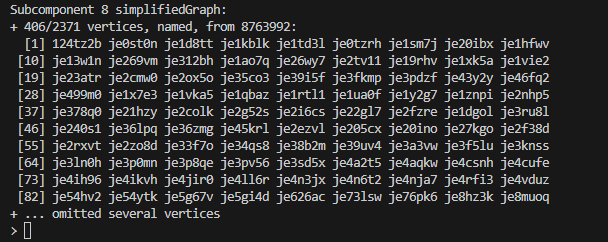 Subcomponent 8 simplifiedGraph:
+ 406/2371 vertices, named, from 8763992:
[1] 124tz2b je0st0n je1d8tt je1kblk je1td3l je0tzrh je1sm7j je20ibx je1hfwv
[10] je13w1n je269vm je312bh je1ao7q je26wy7 je2tv11 je19rhv je1xk5a je1vie2
[19] je23atr je2cmw0 je2ox5o je35co3 je39i5f je3fkmp je3pdzf je43y2y je46fq2
[28] je499m0 je1x7e3 je1vka5 je1qbaz je1rtl1 je1ua0f je1y2g7 je1znpi je2nhp5
[37] je378q0 je21hzy je2colk je2g52s je2i6cs je22gl7 je2fzre je1dgol je3ru8l
[46] je240s1 je36lpq je36zmg je45krl je2ezvl je205cx je20ino je27kgo je2f38d
[55] je2rxvt je2zo8d je33f7o je34qs8 je38b2m je39uv4 je3a3vw je3f5lu je3knss
[64] je3ln0h je3p0mn je3p8qe je3pv56 je3sd5x je4a2t5 je4aqkw je4csnh je4cufe
[73] je4ih96 je4ikvh je4jir0 je4ll6r je4n3jx je4n6t2 je4nja7 je4rfi3 je4vduz
[82] je54hv2 je54ytk je5g67v je5gi4d je626ac je73lsw je76pk6 je8hz3k je8muoq
+ ... omitted several vertices
>